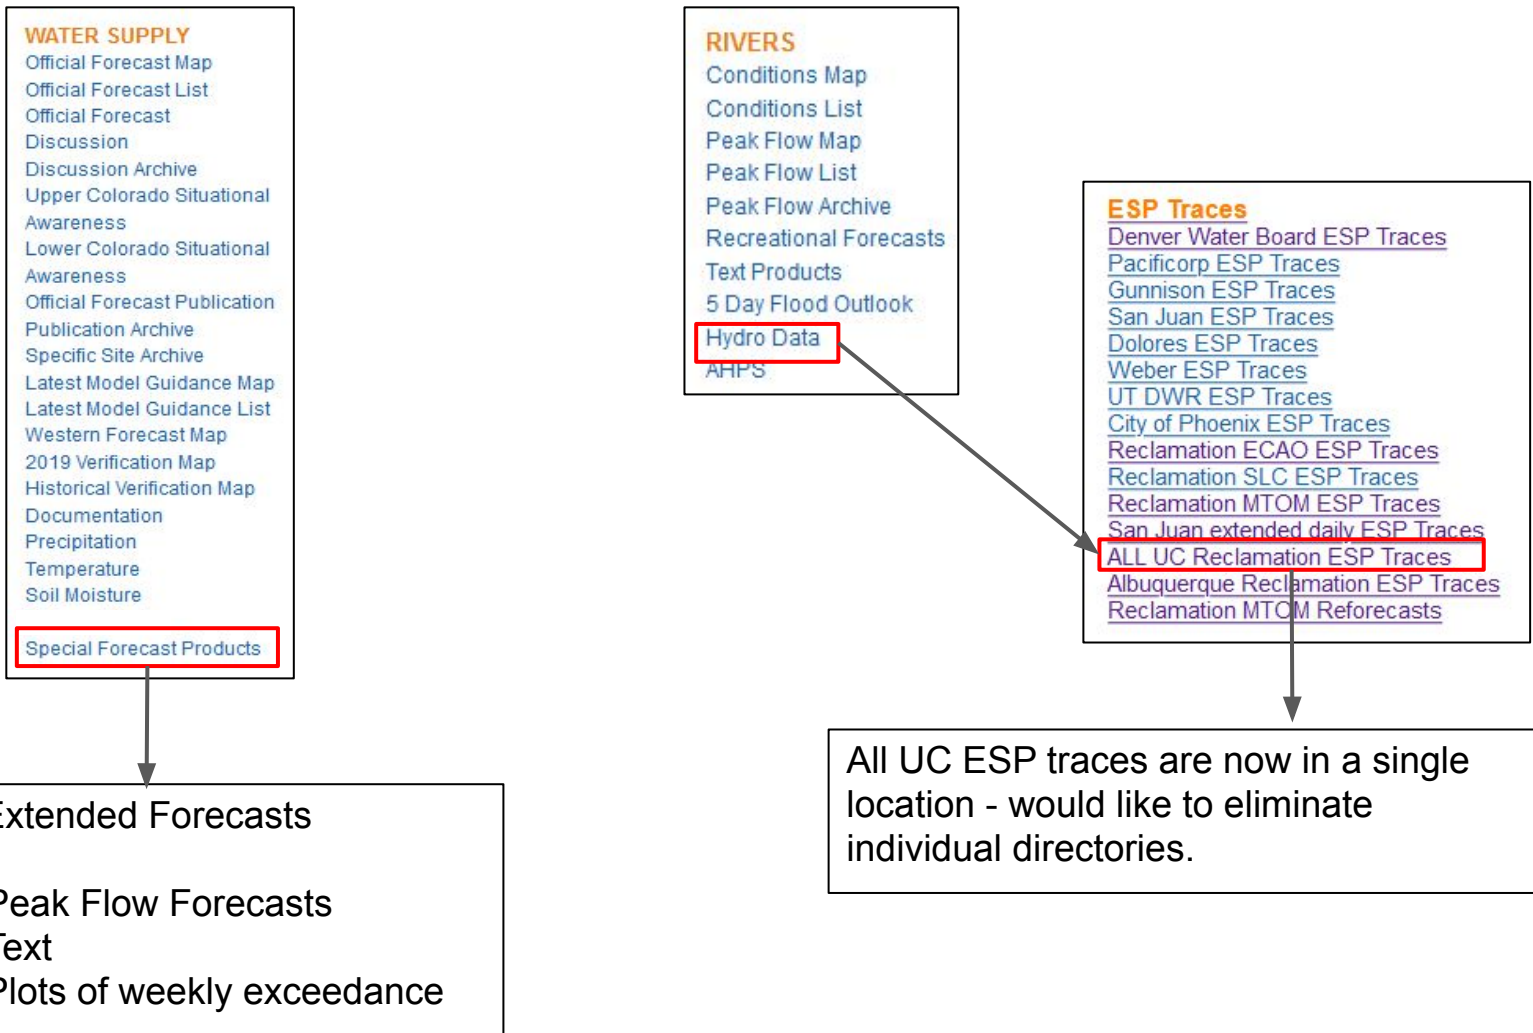 WATER SUPPLY
Official Forecast Map
Official Forecast List
Official Forecast
Discussion
Discussion Archive
Upper Colorado Situational
Awareness
Lower Colorado Situational
Awareness
Official Forecast Publication
Publication Archive
Specific Site Archive
Latest Model Guidance Map
Latest Model Guidance List
Western Forecast Map
2019 Verification Map
Historical Verification Map
Documentation
Precipitation
Temperature
Soil Moisture
Special Forecast Products
Extended Forecasts
Peak Flow Forecasts
Text
Plots of weekly exceedance
RIVERS
Conditions Map
Conditions List
Peak Flow Map
Peak Flow List
Peak Flow Archive
Recreational Forecasts
Text Products
5 Day Flood Outlook
Hydro Data
AHPS
ESP Traces
Denver Water Board ESP Traces
Pacificorp ESP Traces
Gunnison ESP Traces
San Juan ESP Traces
Dolores ESP Traces
Weber ESP Traces
UT DWR ESP Traces
City of Phoenix ESP Traces
Reclamation ECAO ESP Traces
Reclamation SLC ESP Traces
Reclamation MTOM ESP Traces
San Juan extended daily ESP Traces
ALL UC Reclamation ESP Traces
Albuquerque Reclamation ESP Traces
Reclamation MTOM Reforecasts
All UC ESP traces are now in a single
location - would like to eliminate
individual directories.